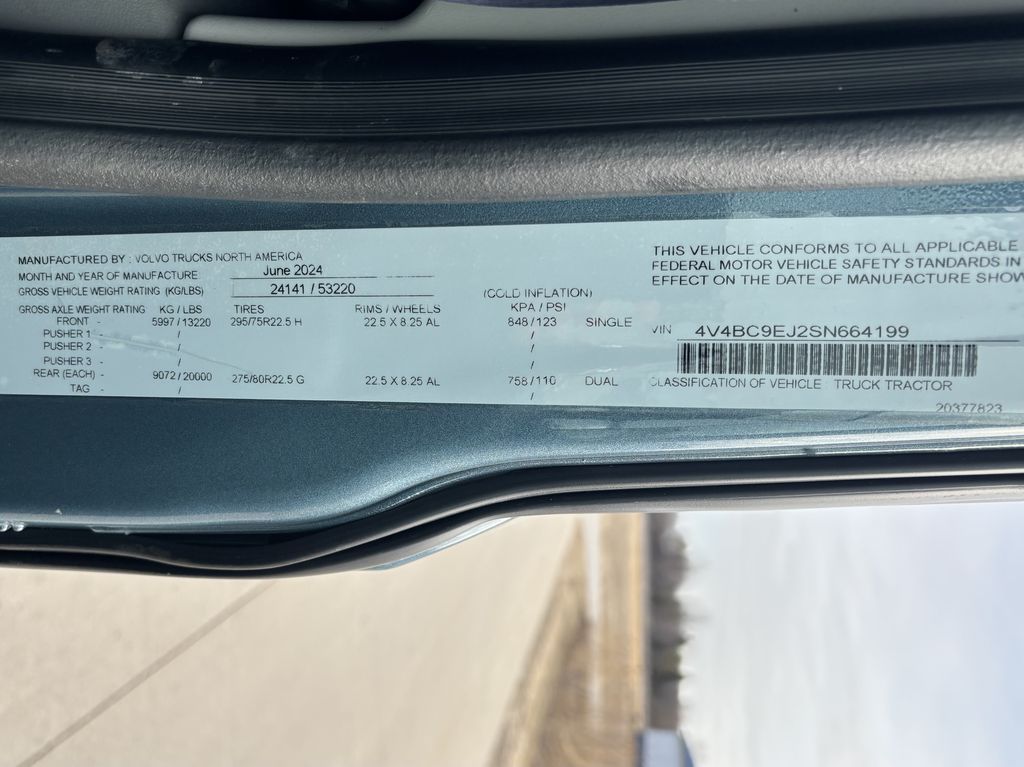 MANUFACTURED BY : VOLVO TRUCKS NORTH AMERICA
MONTH AND YEAR OF MANUFACTURE June 2024
GROSS VEHICLE WEIGHT RATING (KG/LBS) 24141 / 53220
GROSS AXLE WEIGHT RATING KG / LBS TIRES RIMS / WHEELS (COLD INFLATION) KPA / PSI
FRONT - 5997 / 13220 295/75R22.5 H 22.5 X 8.25 AL 848 / 123 SINGLE
PUSHER 1 - / /
PUSHER 2 - / /
PUSHER 3 - / /
REAR (EACH) - 9072 / 20000 275/80R22.5 G 22.5 X 8.25 AL 758 / 110 DUAL
TAG - / /
THIS VEHICLE CONFORMS TO ALL APPLICABLE
FEDERAL MOTOR VEHICLE SAFETY STANDARDS IN
EFFECT ON THE DATE OF MANUFACTURE SHOW
VIN 4V4BC9EJ2SN664199
CLASSIFICATION OF VEHICLE : TRUCK TRACTOR
20377823